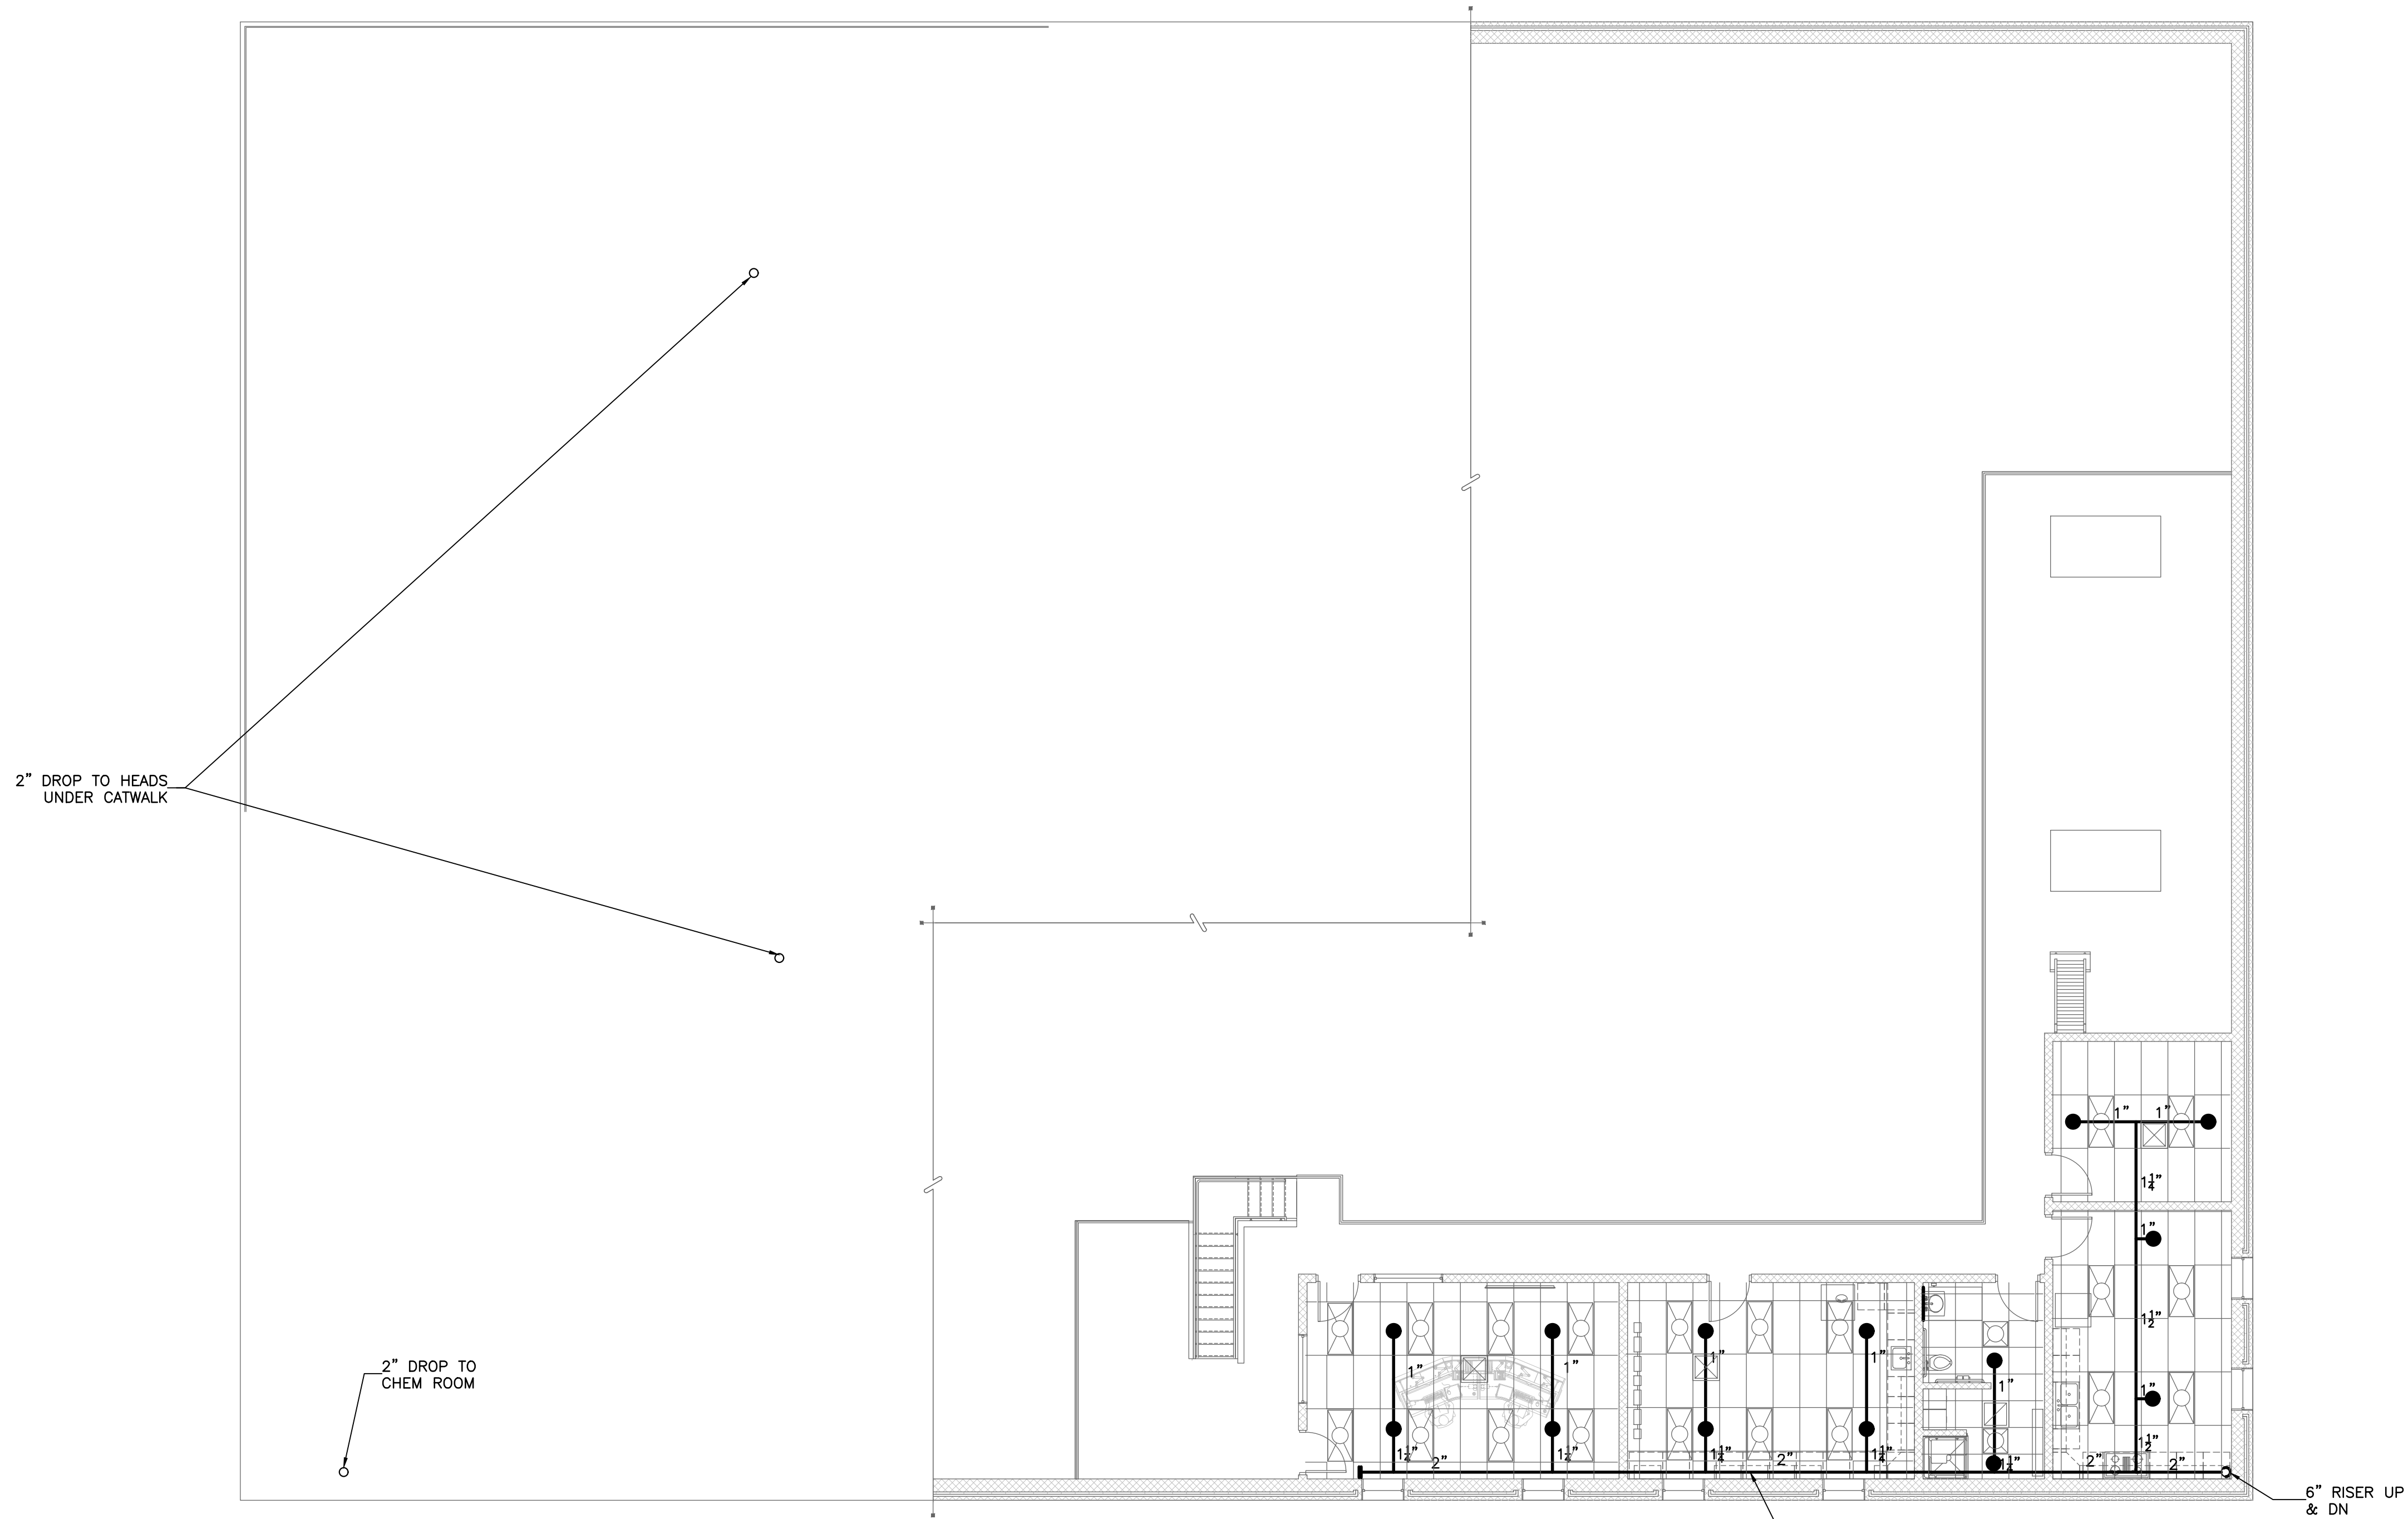 2” DROP TO HEADS
UNDER CATWALK
2” DROP TO
CHEM ROOM
1” 1”
1¼”
1”
1½”
1”
1½”
1” 1” 1” 1” 1”
1¼” 1¼” 1¼” 1¼” 1¼”
2” 2” 2” 2”
6” RISER UP
& DN